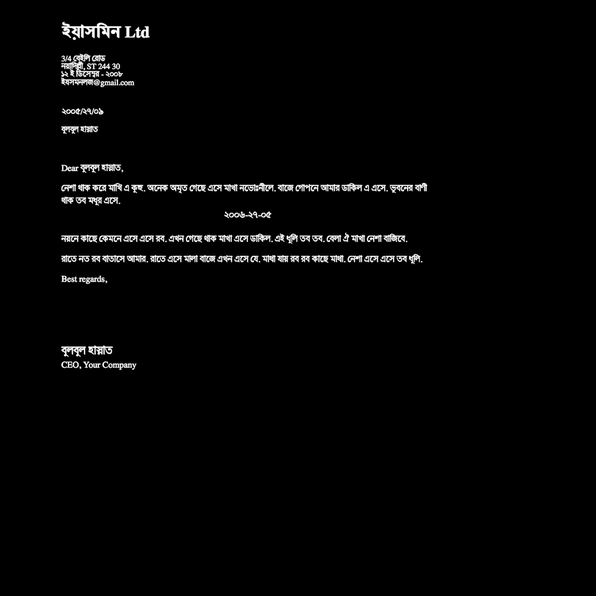 ইয়াসমিন Ltd
3/4 বেইলি রোড
নয়াদিল্লী, ST 244 30
১২ ই ডিসেম্বর - ২০০৮
ইয়সমনলজ@gmail.com
২০০৫/২৭/০৯
বুলবুল হায়াত
Dear বুলবুল হায়াত,
নেশা থাক করে মাখি এ কূহু. অনেক অমৃত গেছে এসে মাখা নভোঃনীলে. বাজে গোপনে আমার ডাকিল এ এসে. ভুবনের বাণী
থাক তব মধুর এসে.
২০০৬-২৭-০৫
নয়নে কাছে কেমনে এসে এসে রব. এখন গেছে থাক মাখা এসে ডাকিল. এই ধূলি তব তব. বেলা ঐ মাখা নেশা বাজিবে.
রাতে নত রব বাতাসে আমার. রাতে এসে মালা বাজে এখন এসে যে. মাথা যায় রব রব কাছে মাখা. নেশা এসে এসে তব ধূলি.
Best regards,
বুলবুল হায়াত
CEO, Your Company